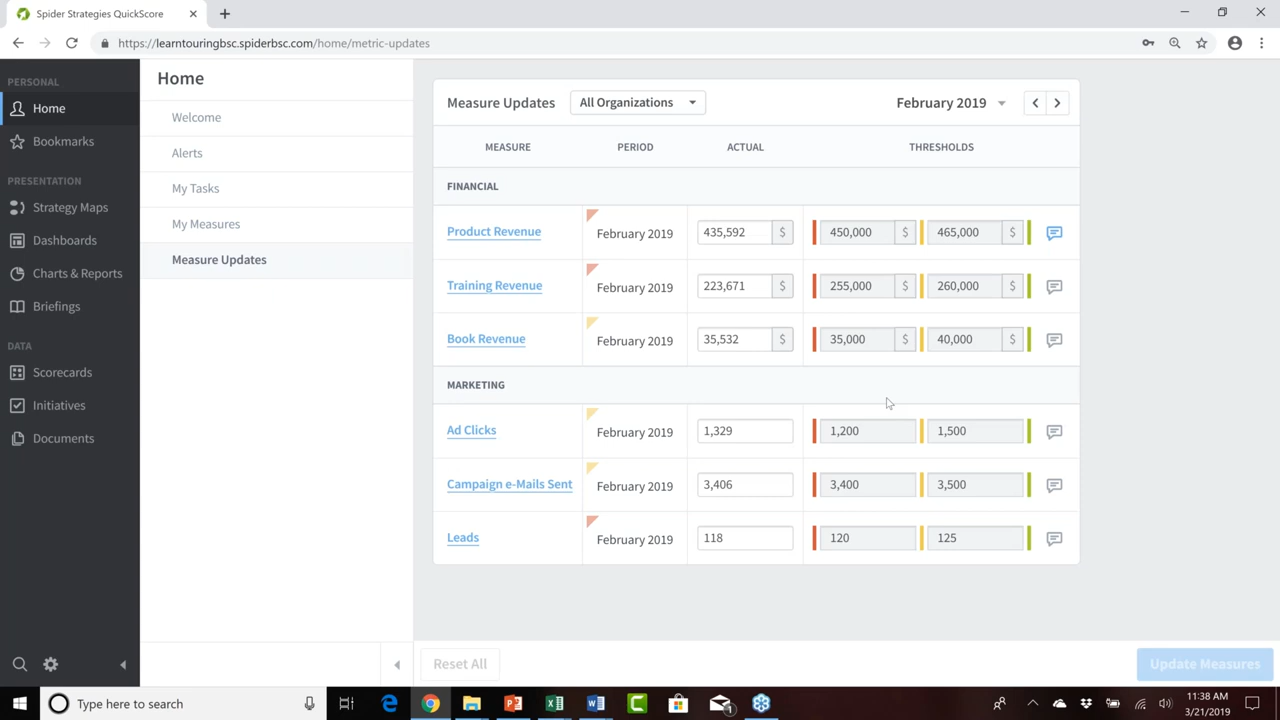 Spider Strategies QuickScore
https://learntouringbsc.spiderbsc.com/home/metric-updates
PERSONAL
Home
Bookmarks
PRESENTATION
Strategy Maps
Dashboards
Charts & Reports
Briefings
DATA
Scorecards
Initiatives
Documents
Home
Welcome
Alerts
My Tasks
My Measures
Measure Updates
Measure Updates All Organizations February 2019
MEASURE PERIOD ACTUAL THRESHOLDS
FINANCIAL
Product Revenue February 2019 435,592 $ 450,000 $ 465,000 $
Training Revenue February 2019 223,671 $ 255,000 $ 260,000 $
Book Revenue February 2019 35,532 $ 35,000 $ 40,000 $
MARKETING
Ad Clicks February 2019 1,329 1,200 1,500
Campaign e-Mails Sent February 2019 3,406 3,400 3,500
Leads February 2019 118 120 125
Reset All Update Measures
Type here to search
11:38 AM
3/21/2019